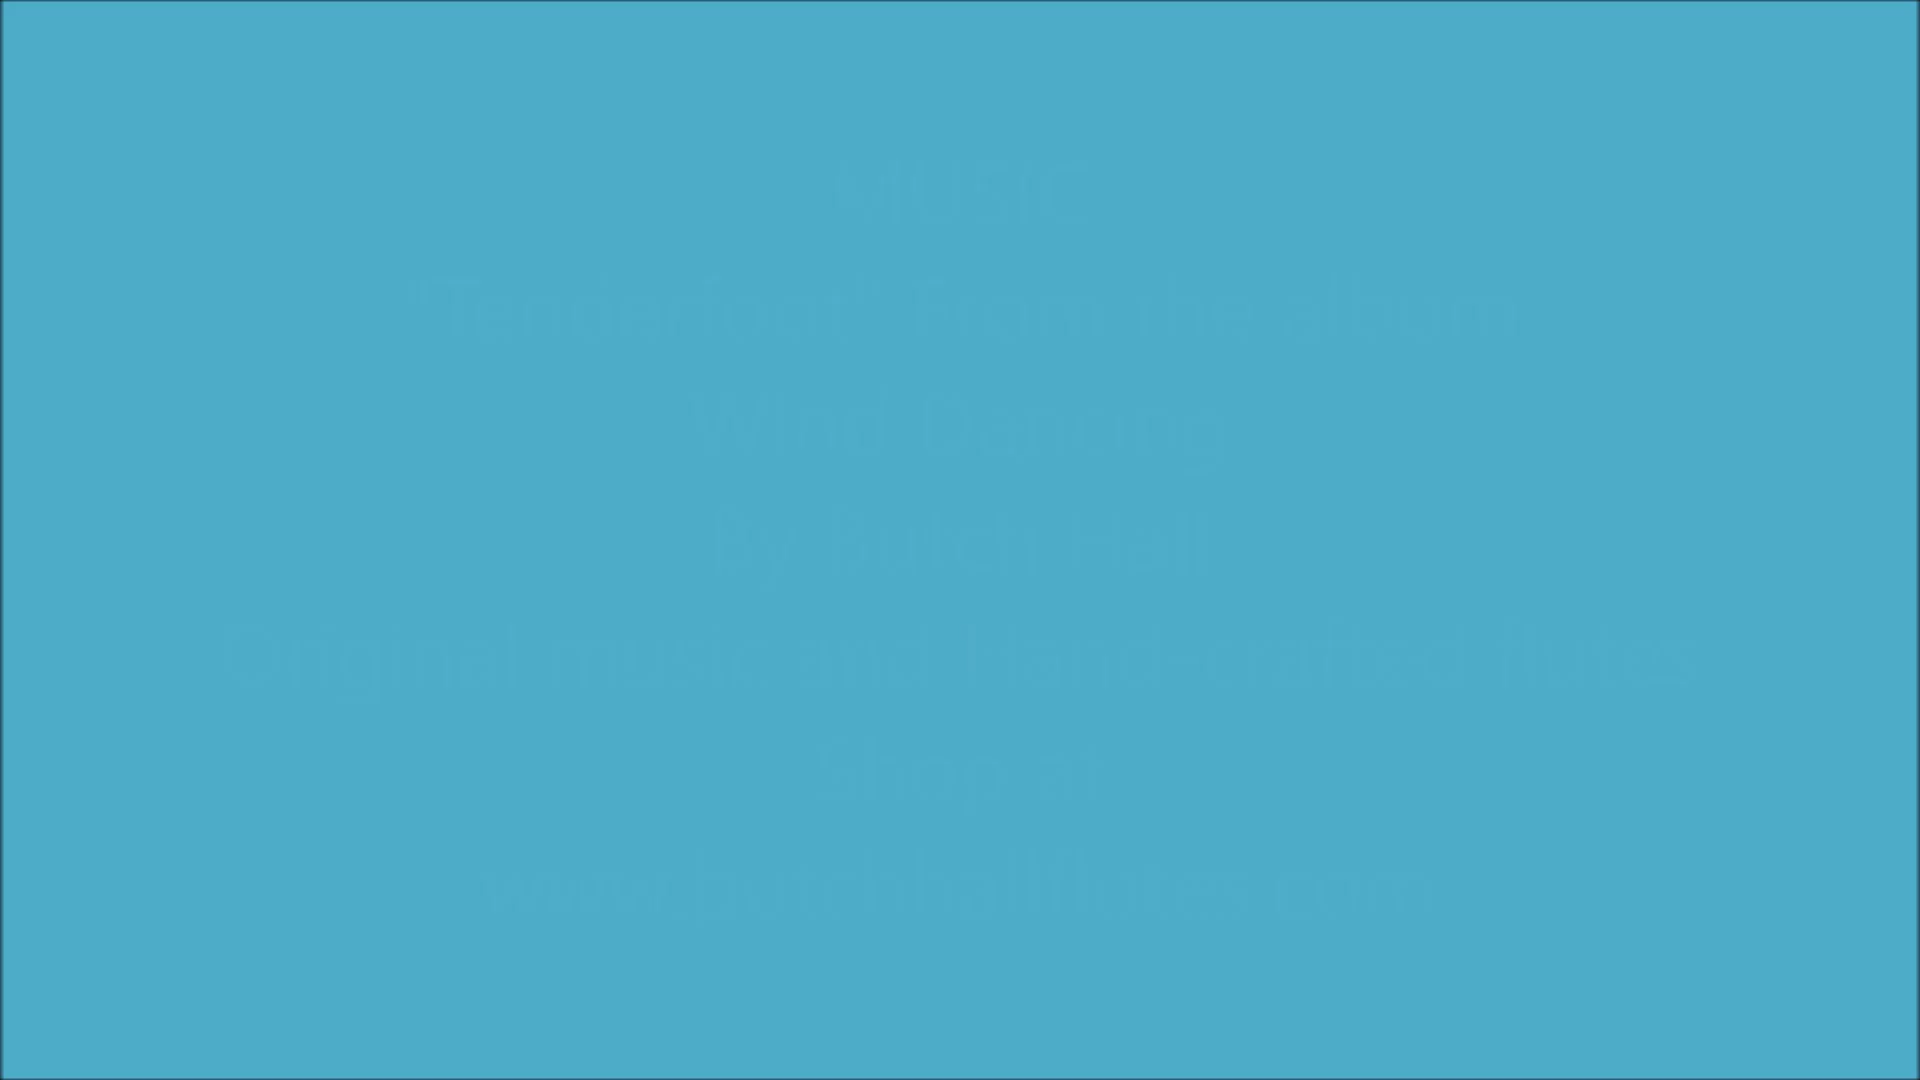 MUSIC
"Tenderfoot" From the album
Wind Dancing
By Butch Hall
Original music and Hand-crafted flutes
Shop at
www.butchhallflutes.com